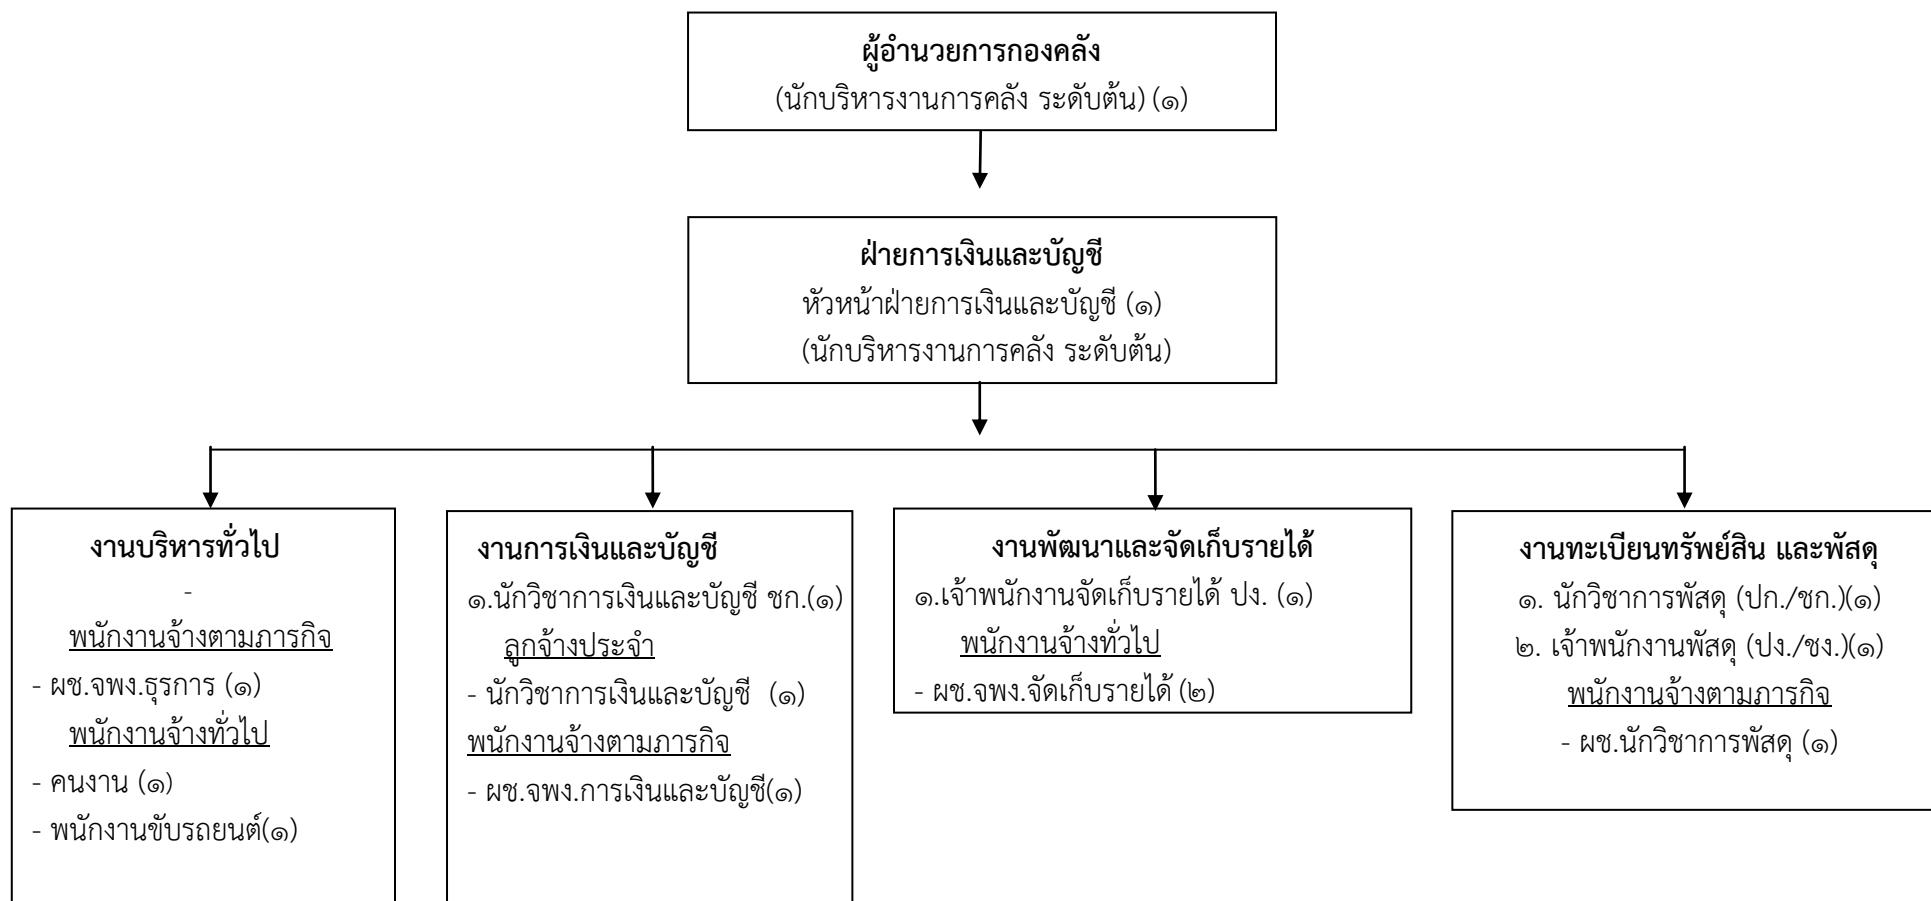 ผู้อำนวยการกองคลัง
(นักบริหารงานการคลัง ระดับต้น) (๑)
ฝ่ายการเงินและบัญชี
หัวหน้าฝ่ายการเงินและบัญชี (๑)
(นักบริหารงานการคลัง ระดับต้น)
งานบริหารทั่วไป
-
พนักงานจ้างตามภารกิจ
- ผช.จพง.ธุรการ (๑)
พนักงานจ้างทั่วไป
- คนงาน (๑)
- พนักงานขับรถยนต์(๑)
งานการเงินและบัญชี
๑.นักวิชาการเงินและบัญชี ชก.(๑)
ลูกจ้างประจำ
- นักวิชาการเงินและบัญชี (๑)
พนักงานจ้างตามภารกิจ
- ผช.จพง.การเงินและบัญชี(๑)
งานพัฒนาและจัดเก็บรายได้
๑.เจ้าพนักงานจัดเก็บรายได้ ปง. (๑)
พนักงานจ้างทั่วไป
- ผช.จพง.จัดเก็บรายได้ (๒)
งานทะเบียนทรัพย์สิน และพัสดุ
๑. นักวิชาการพัสดุ (ปก./ชก.)(๑)
๒. เจ้าพนักงานพัสดุ (ปง./ชง.)(๑)
พนักงานจ้างตามภารกิจ
- ผช.นักวิชาการพัสดุ (๑)